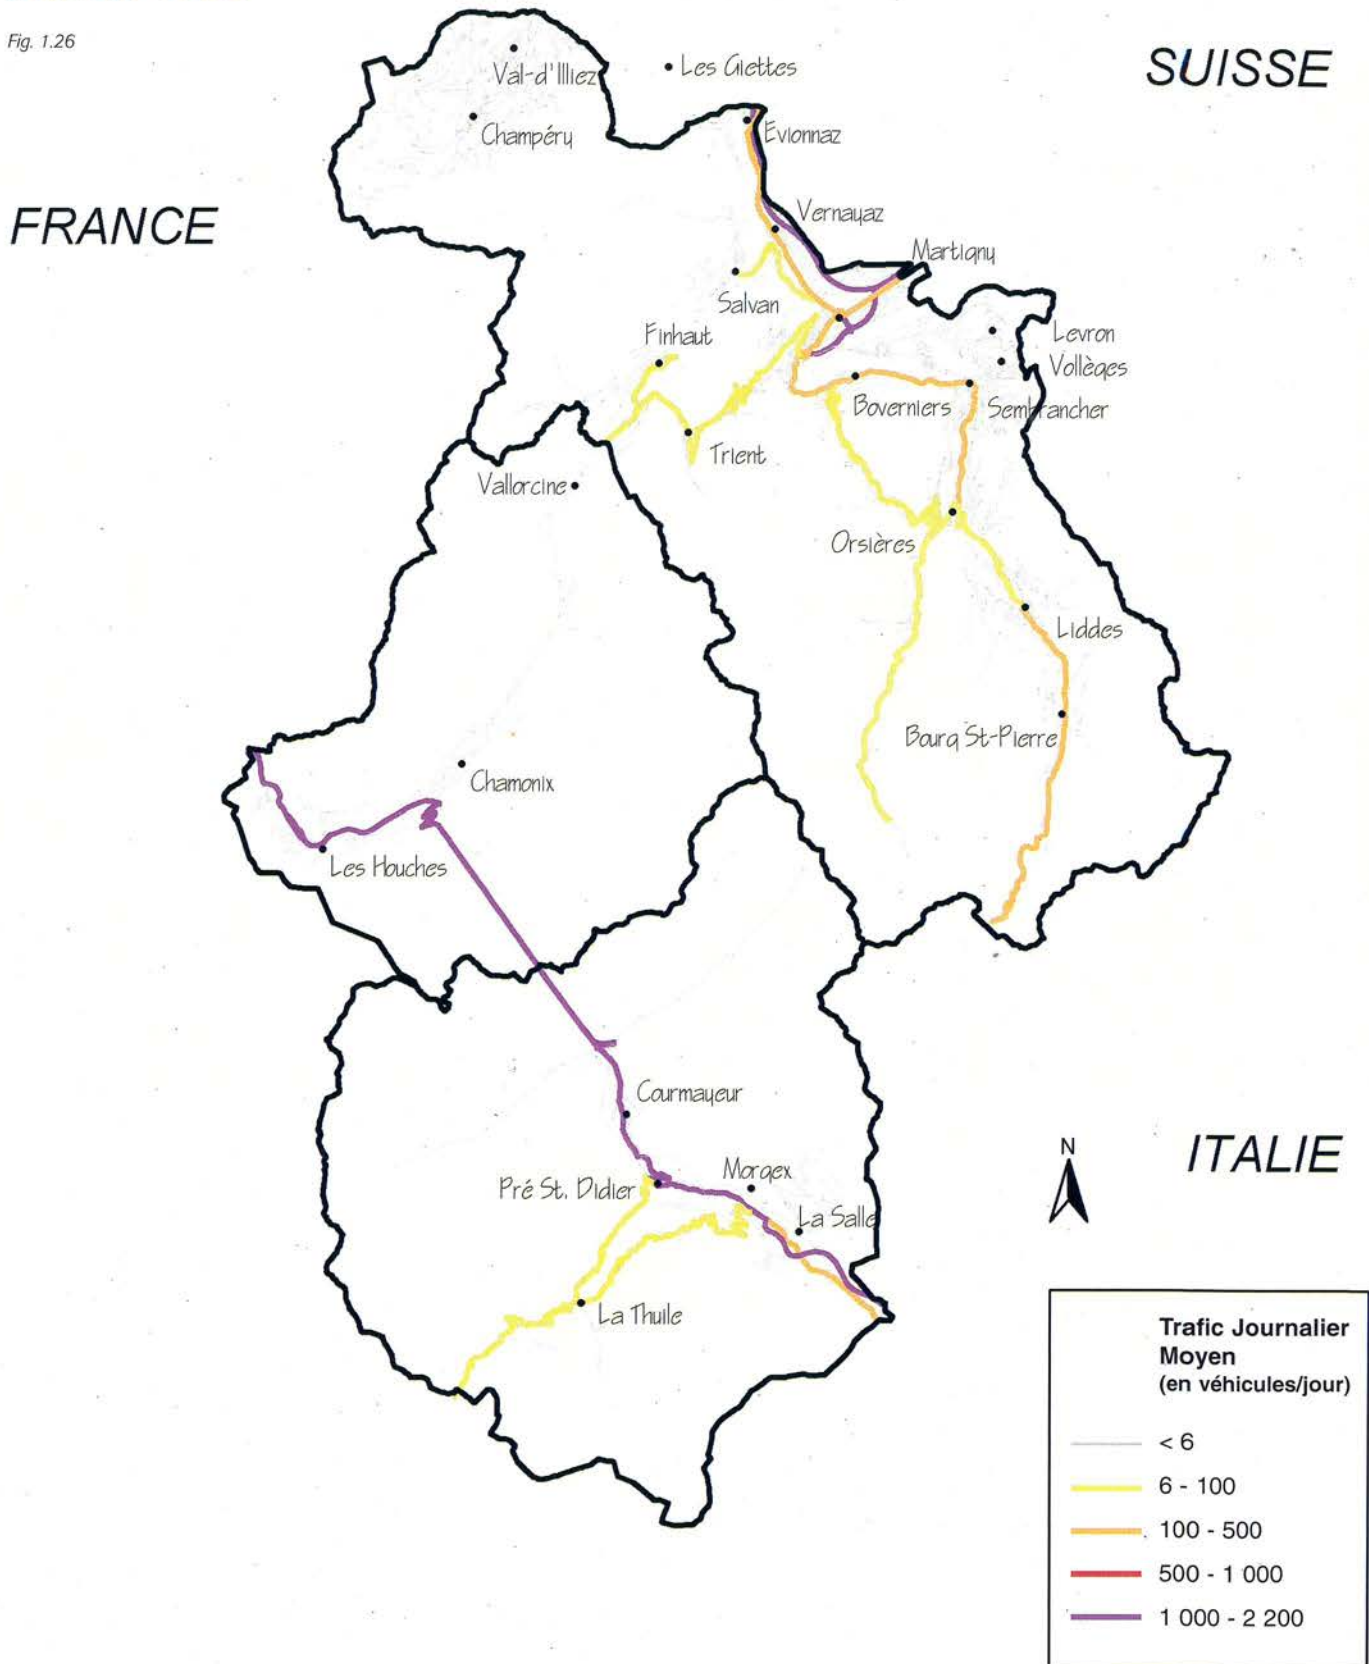 Fig. 1.26
SUISSE
Val-d'Illiez
Les Giettes
Champéry
Evionnaz
FRANCE
Vernayaz
Martigny
Salvan
Finhaut
Levron
Vollèges
Boverniers
Sembrancher
Trient
Vallorcine
Orsières
Liddes
Bourg St-Pierre
Chamonix
Les Houches
Courmayeur
ITALIE
N
Pré St. Didier
Morgex
La Salle
La Thuile
Trafic Journalier
Moyen
(en véhicules/jour)
< 6
6 - 100
100 - 500
500 - 1 000
1 000 - 2 200